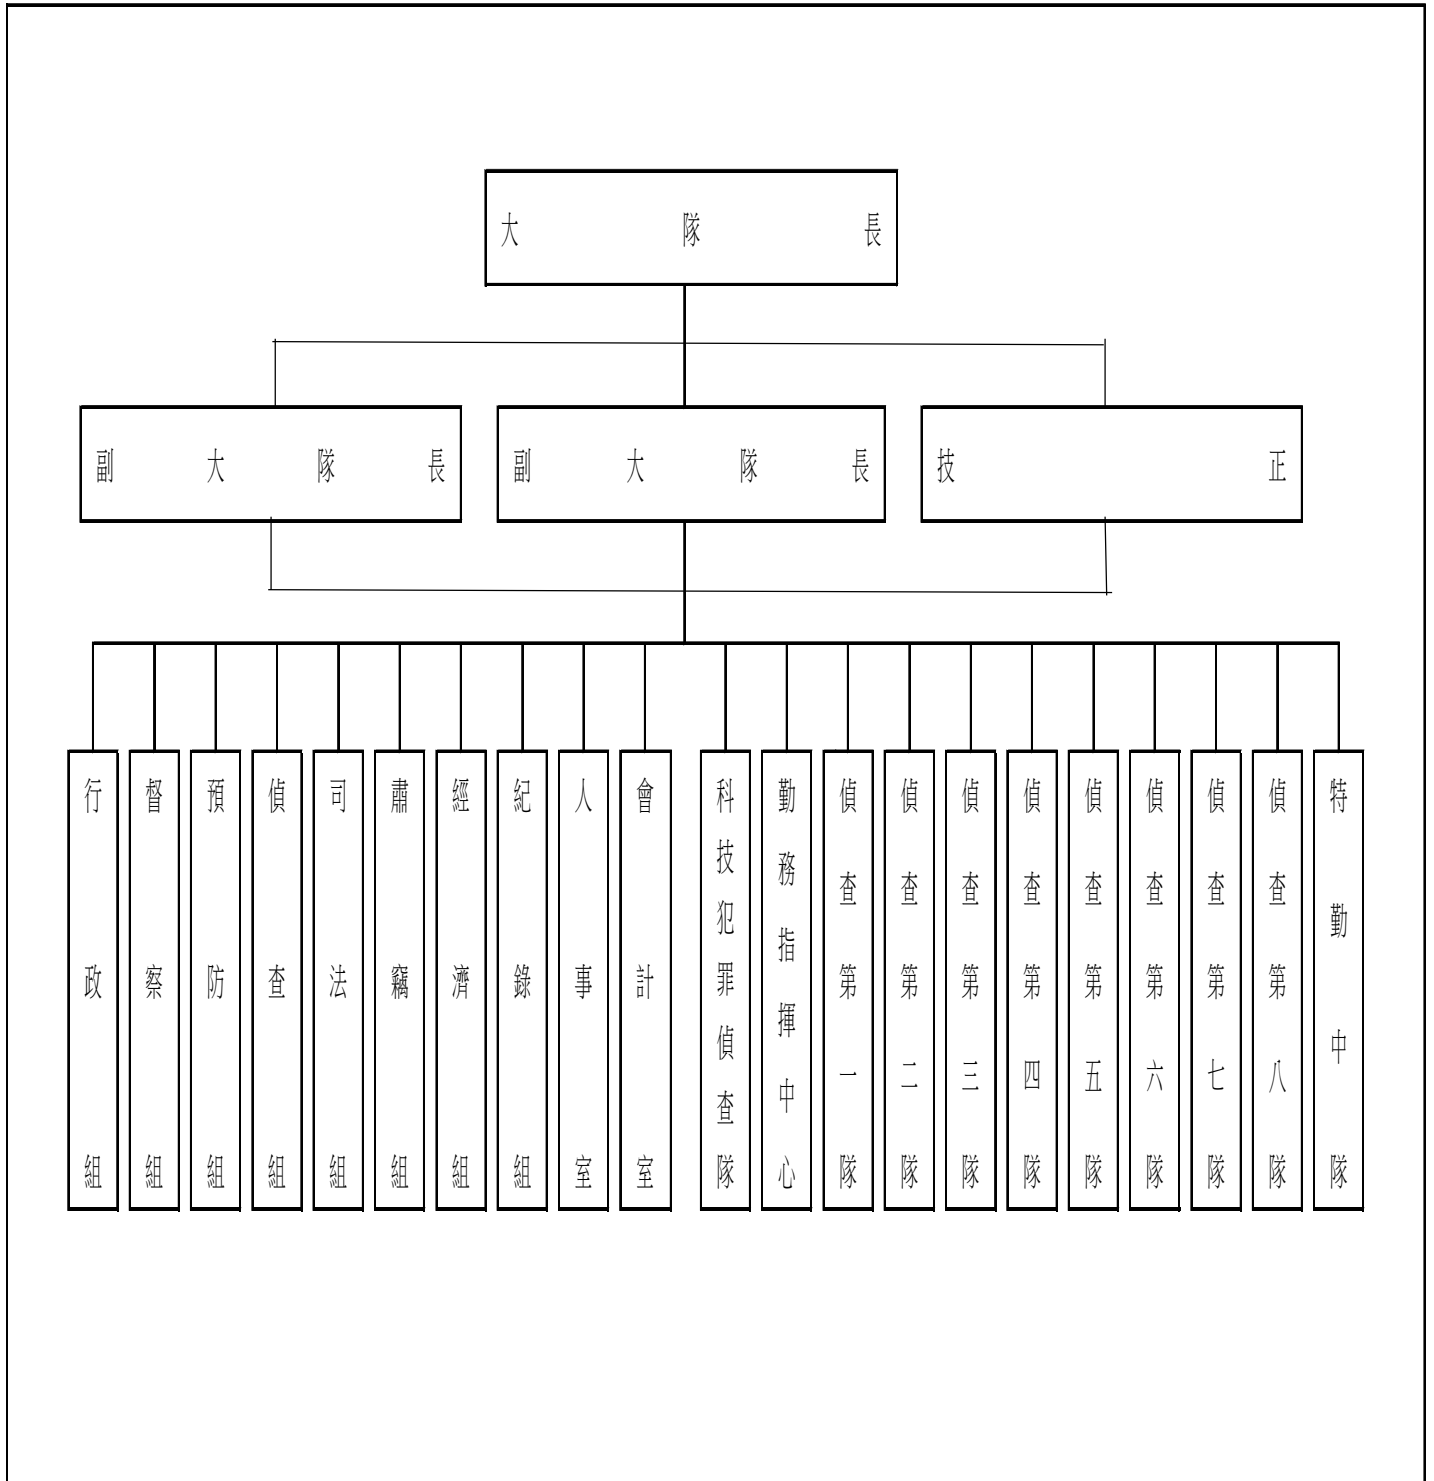 大隊長
副大隊長
副大隊長
技正
行政組
督察組
預防組
偵查組
司法組
肅竊組
經濟組
紀錄組
人事室
會計室
科技犯罪偵查隊
勤務指揮中心
偵查第一隊
偵查第二隊
偵查第三隊
偵查第四隊
偵查第五隊
偵查第六隊
偵查第七隊
偵查第八隊
特勤中隊